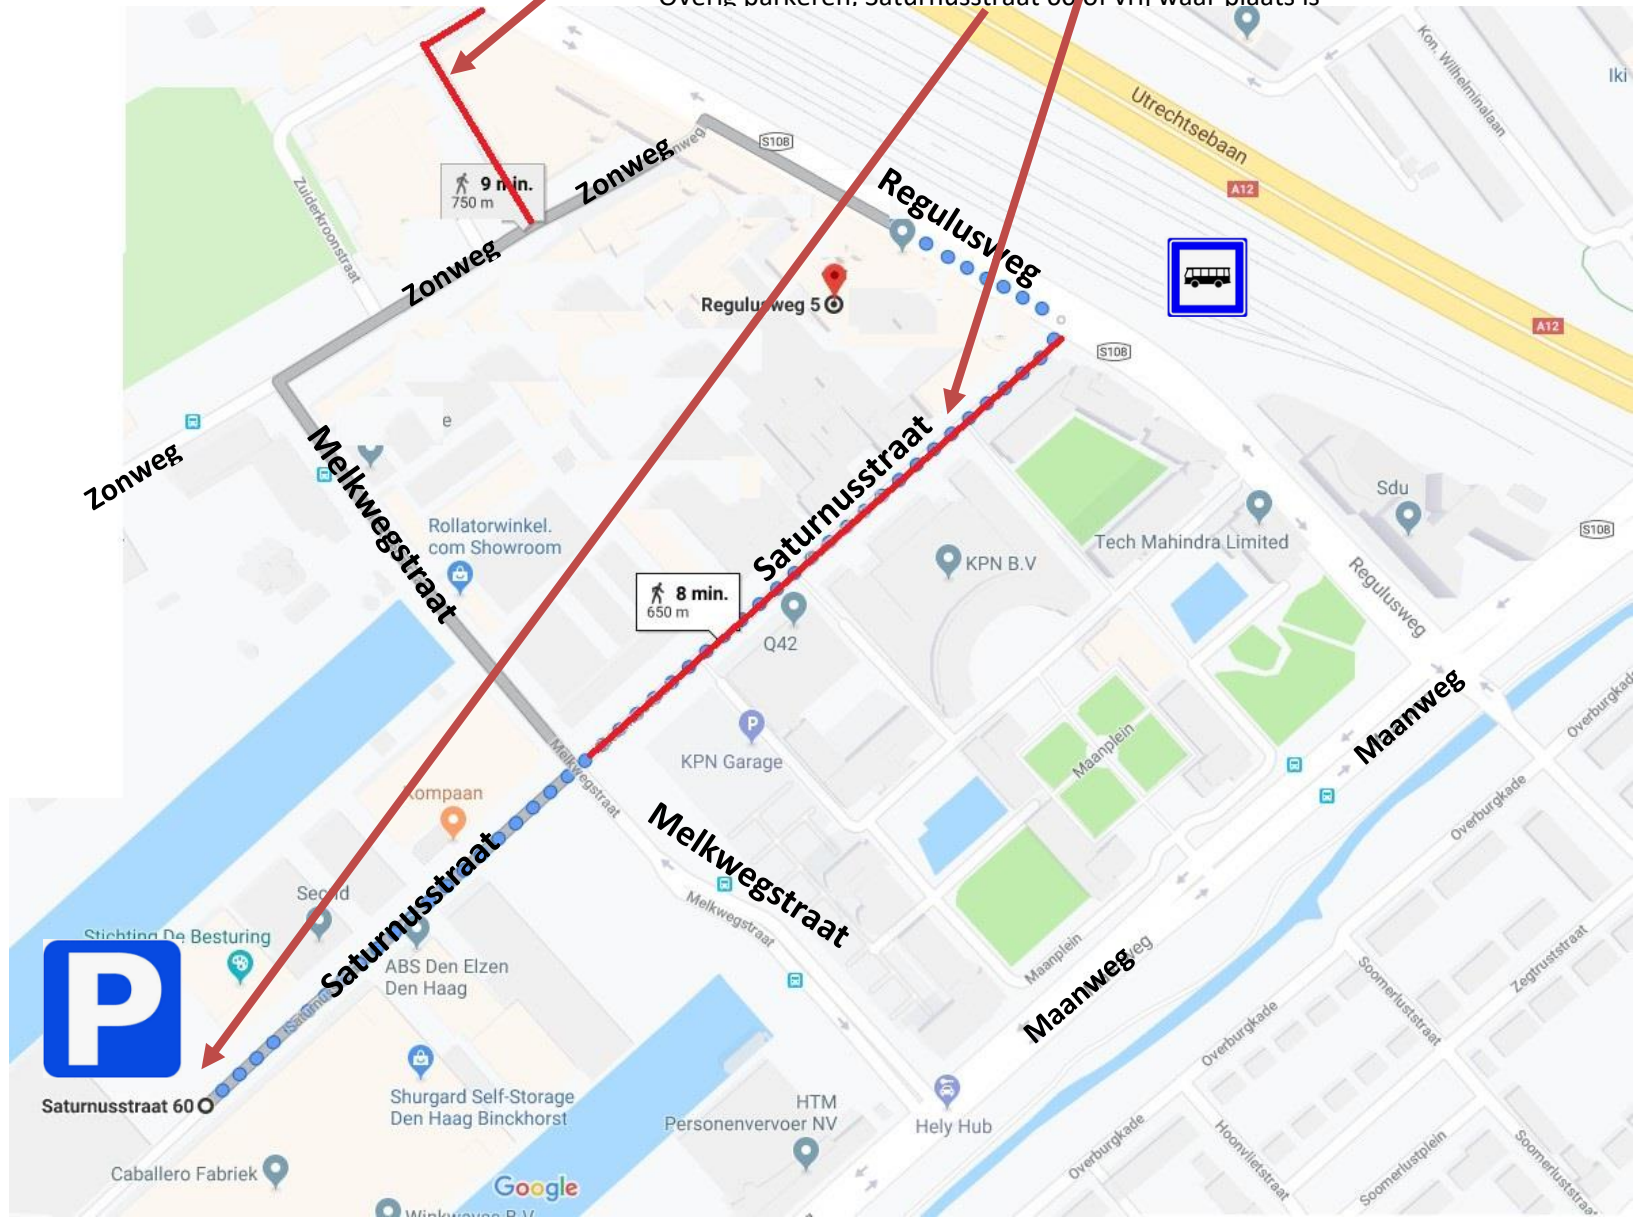 Overig parkeren, Saturnusstraat 60 of vrij waar plaats is
Kon. Wilhelminalaan
Iki
Utrechtsebaan
A12
S108
Zonweg
9 min.
750 m
Zuiderkroonstraat
Regulusweg
Zonweg
Regulusweg 5
A12
S108
e
Zonweg
Melkwegstraat
Saturnusstraat
Sdu
S108
Rollatorwinkel.
com Showroom
Tech Mahindra Limited
KPN B.V
Regulusweg
8 min.
650 m
Q42
Maanweg
Overburgkade
Maanplein
KPN Garage
Melkwegstraat
Kompaan
Overburgkade
Melkwegstraat
Saturnusstraat
Melkwegstraat
Stichting De Besturing
ABS Den Elzen
Den Haag
Maanplein
Maanweg
Soomerluststraat
Zegtruststraat
P
Overburgkade
Saturnusstraat 60
Shurgard Self-Storage
Den Haag Binckhorst
HTM
Personenvervoer NV
Hely Hub
Overburgkade
Hoonvlietstraat
Soomerlustplein
Soomerluststraat
Caballero Fabriek
Google